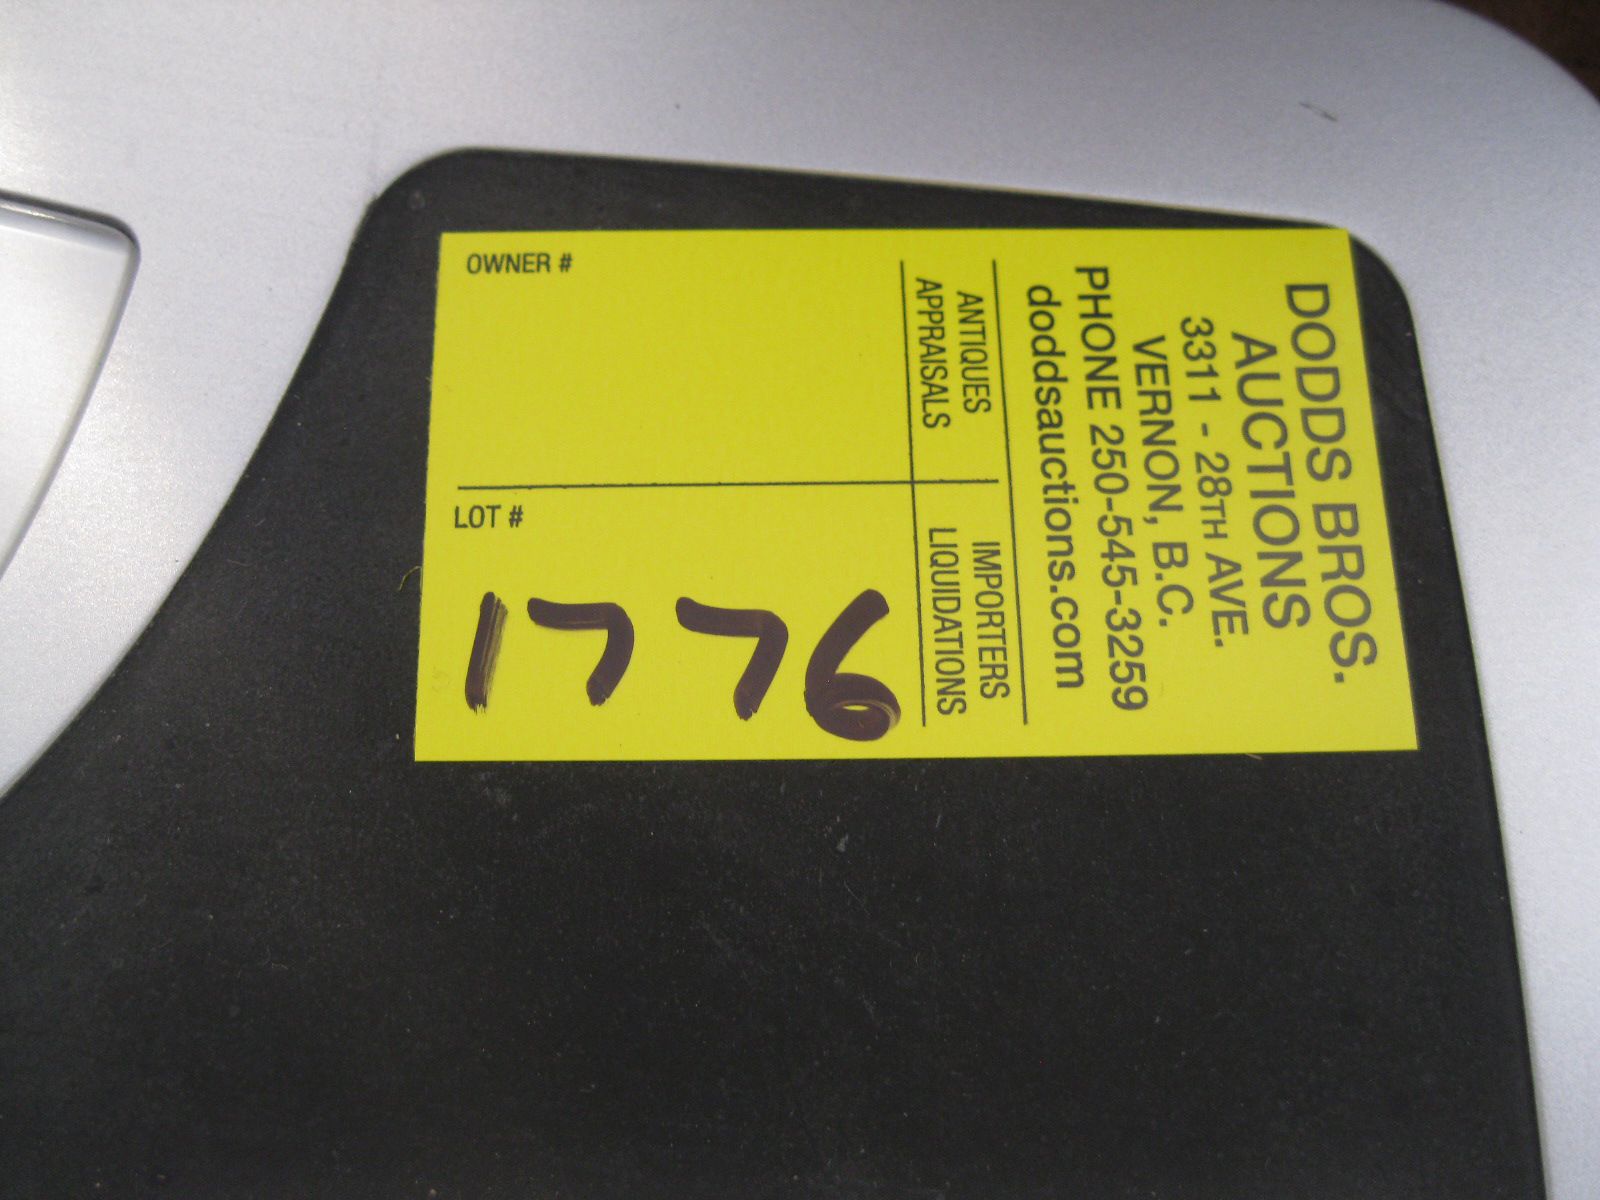 DODDS BROS.
AUCTIONS
3311 - 28TH AVE.
VERNON, B.C.
PHONE 250-545-3259
doddsauctions.com
ANTIQUES
APPRAISALS
IMPORTERS
LIQUIDATIONS
OWNER #
LOT #
1776